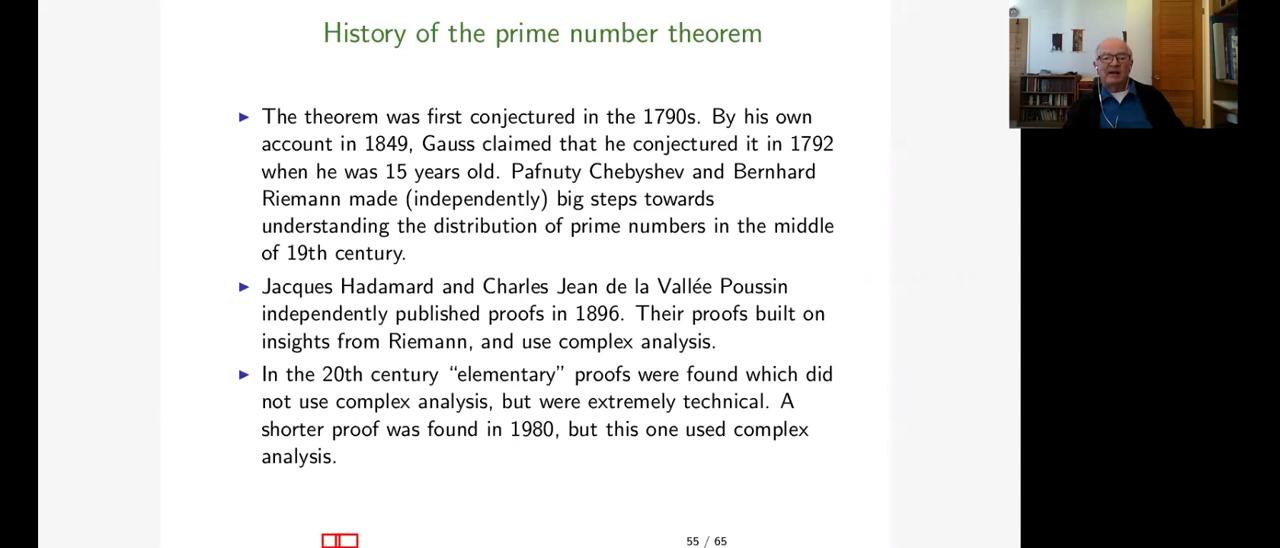 History of the prime number theorem
The theorem was first conjectured in the 1790s. By his own
account in 1849, Gauss claimed that he conjectured it in 1792
when he was 15 years old. Pafnuty Chebyshev and Bernhard
Riemann made (independently) big steps towards
understanding the distribution of prime numbers in the middle
of 19th century.
Jacques Hadamard and Charles Jean de la Vallée Poussin
independently published proofs in 1896. Their proofs built on
insights from Riemann, and use complex analysis.
In the 20th century “elementary” proofs were found which did
not use complex analysis, but were extremely technical. A
shorter proof was found in 1980, but this one used complex
analysis.
55 / 65